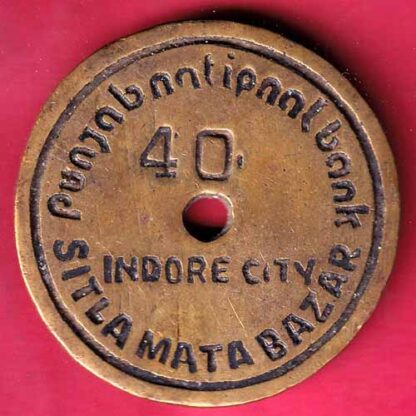 punjab national bank
40
INDORE CITY
SITLA MATA BAZAR